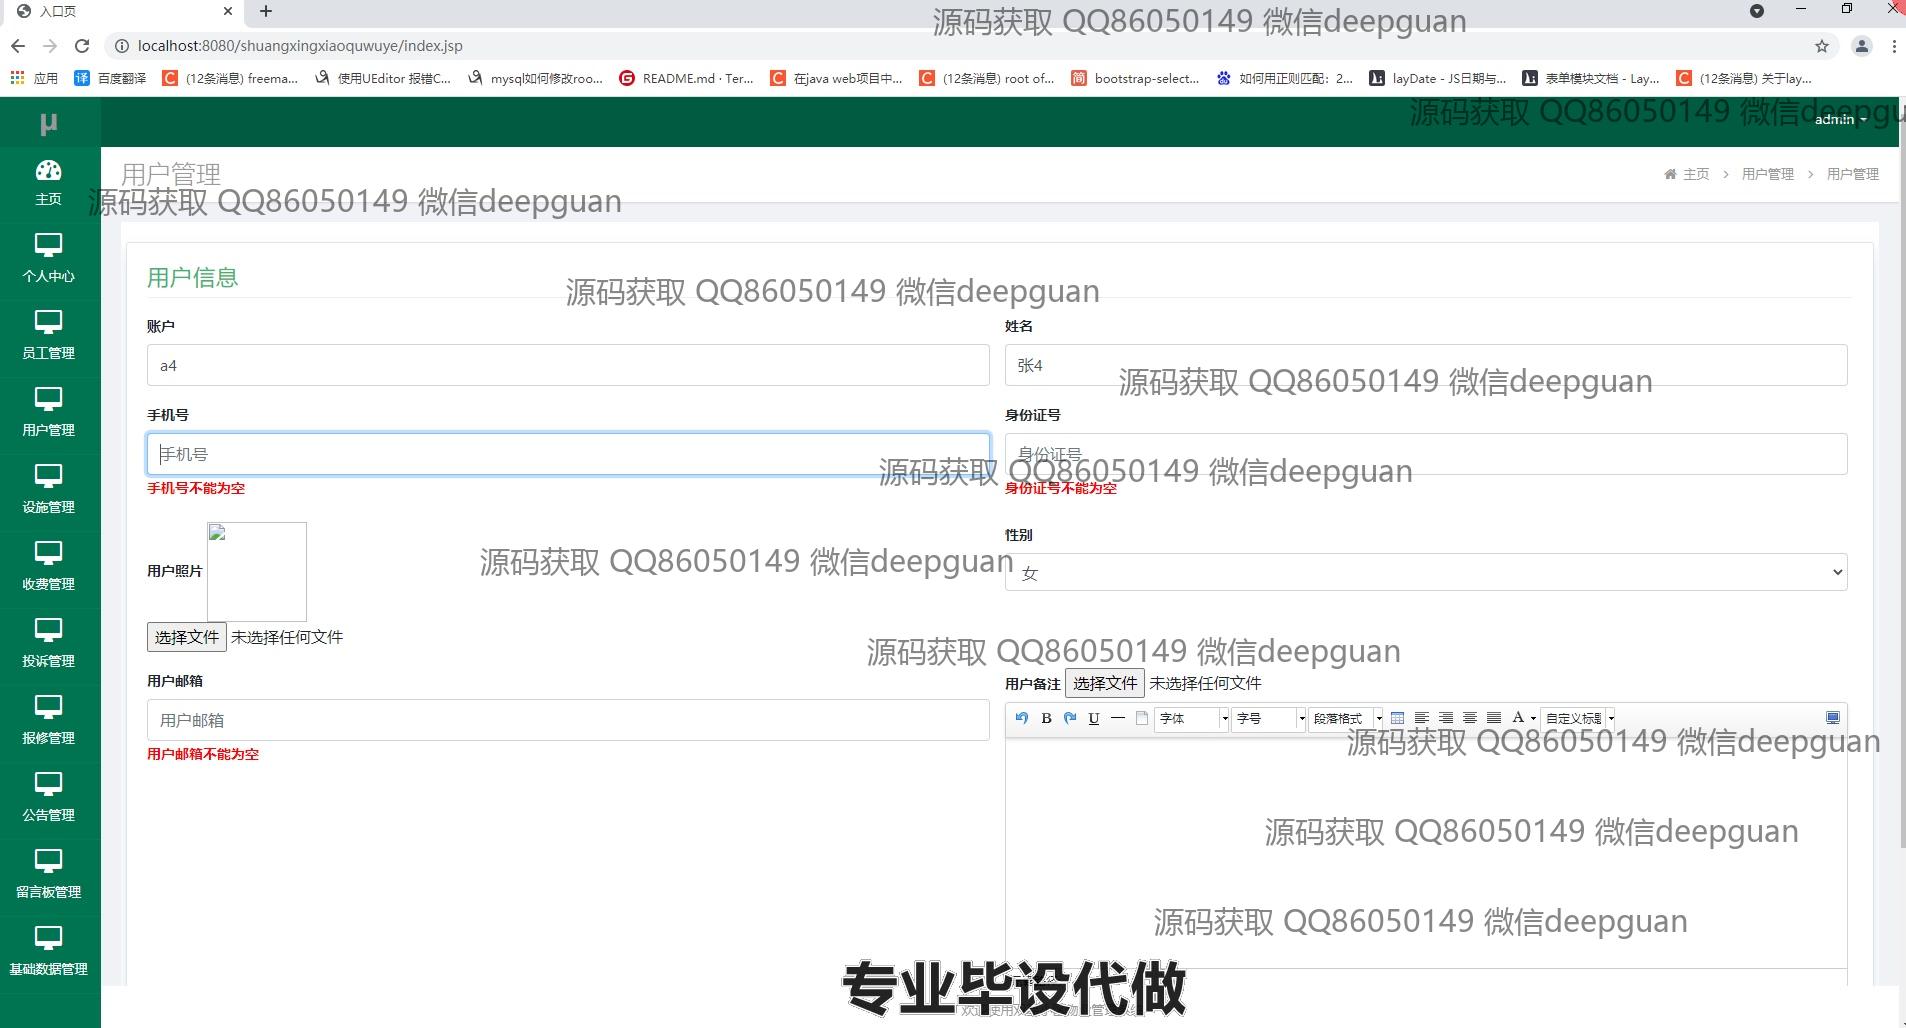 入口页
源码获取 QQ86050149 微信deepguan
localhost:8080/shuangxingxiaoquwuye/index.jsp
应用 百度翻译 (12条消息) freema... 使用UEditor 报错C... mysql如何修改roo... README.md · Ter... 在java web项目中... (12条消息) root of... bootstrap-select... 如何用正则匹配：2... layDate - JS日期与... 表单模块文档 - Lay... (12条消息) 关于lay...
源码获取 QQ86050149 微信deepgu
μ
admin
用户管理
主页 > 用户管理 > 用户管理
主页
源码获取 QQ86050149 微信deepguan
个人中心
员工管理
用户管理
设施管理
收费管理
投诉管理
报修管理
公告管理
留言板管理
基础数据管理
用户信息
源码获取 QQ86050149 微信deepguan
账户
a4
姓名
张4
源码获取 QQ86050149 微信deepguan
手机号
手机号
手机号不能为空
身份证号
身份证号
源码获取 QQ86050149 微信deepguan
身份证号不能为空
用户照片
选择文件 未选择任何文件
源码获取 QQ86050149 微信deepguan
性别
女
源码获取 QQ86050149 微信deepguan
用户邮箱
用户邮箱
用户邮箱不能为空
用户备注 选择文件 未选择任何文件
B U 字体 字号 段落格式 A 自定义标题
源码获取 QQ86050149 微信deepguan
源码获取 QQ86050149 微信deepguan
源码获取 QQ86050149 微信deepguan
专业毕设代做